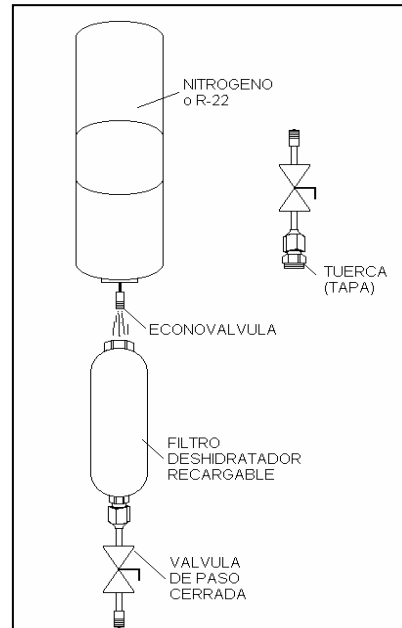 NITROGENO
o R-22
TUERCA
(TAPA)
ECONOVALVULA
FILTRO
DESHIDRATADOR
RECARGABLE
VALVULA
DE PASO
CERRADA